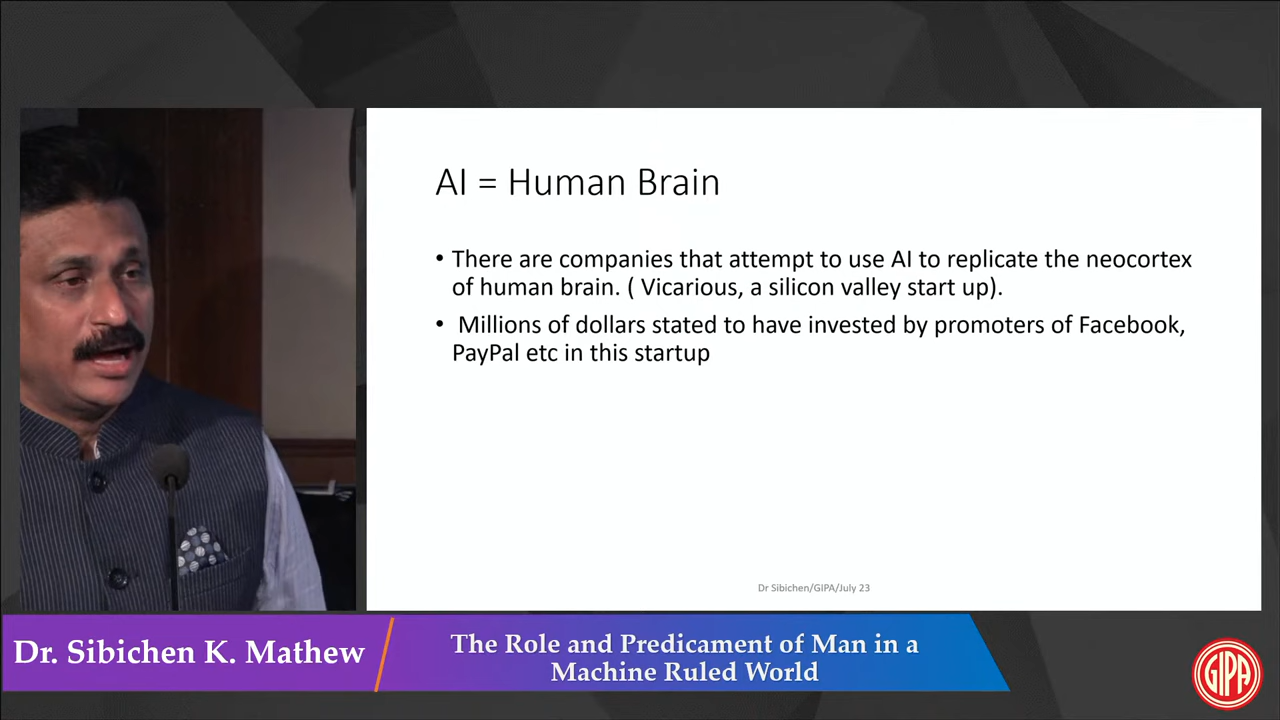 AI = Human Brain
• There are companies that attempt to use AI to replicate the neocortex
of human brain. ( Vicarious, a silicon valley start up).
• Millions of dollars stated to have invested by promoters of Facebook,
PayPal etc in this startup
Dr Sibichen/GIPA/July 23
Dr. Sibichen K. Mathew
The Role and Predicament of Man in a
Machine Ruled World
GIPA